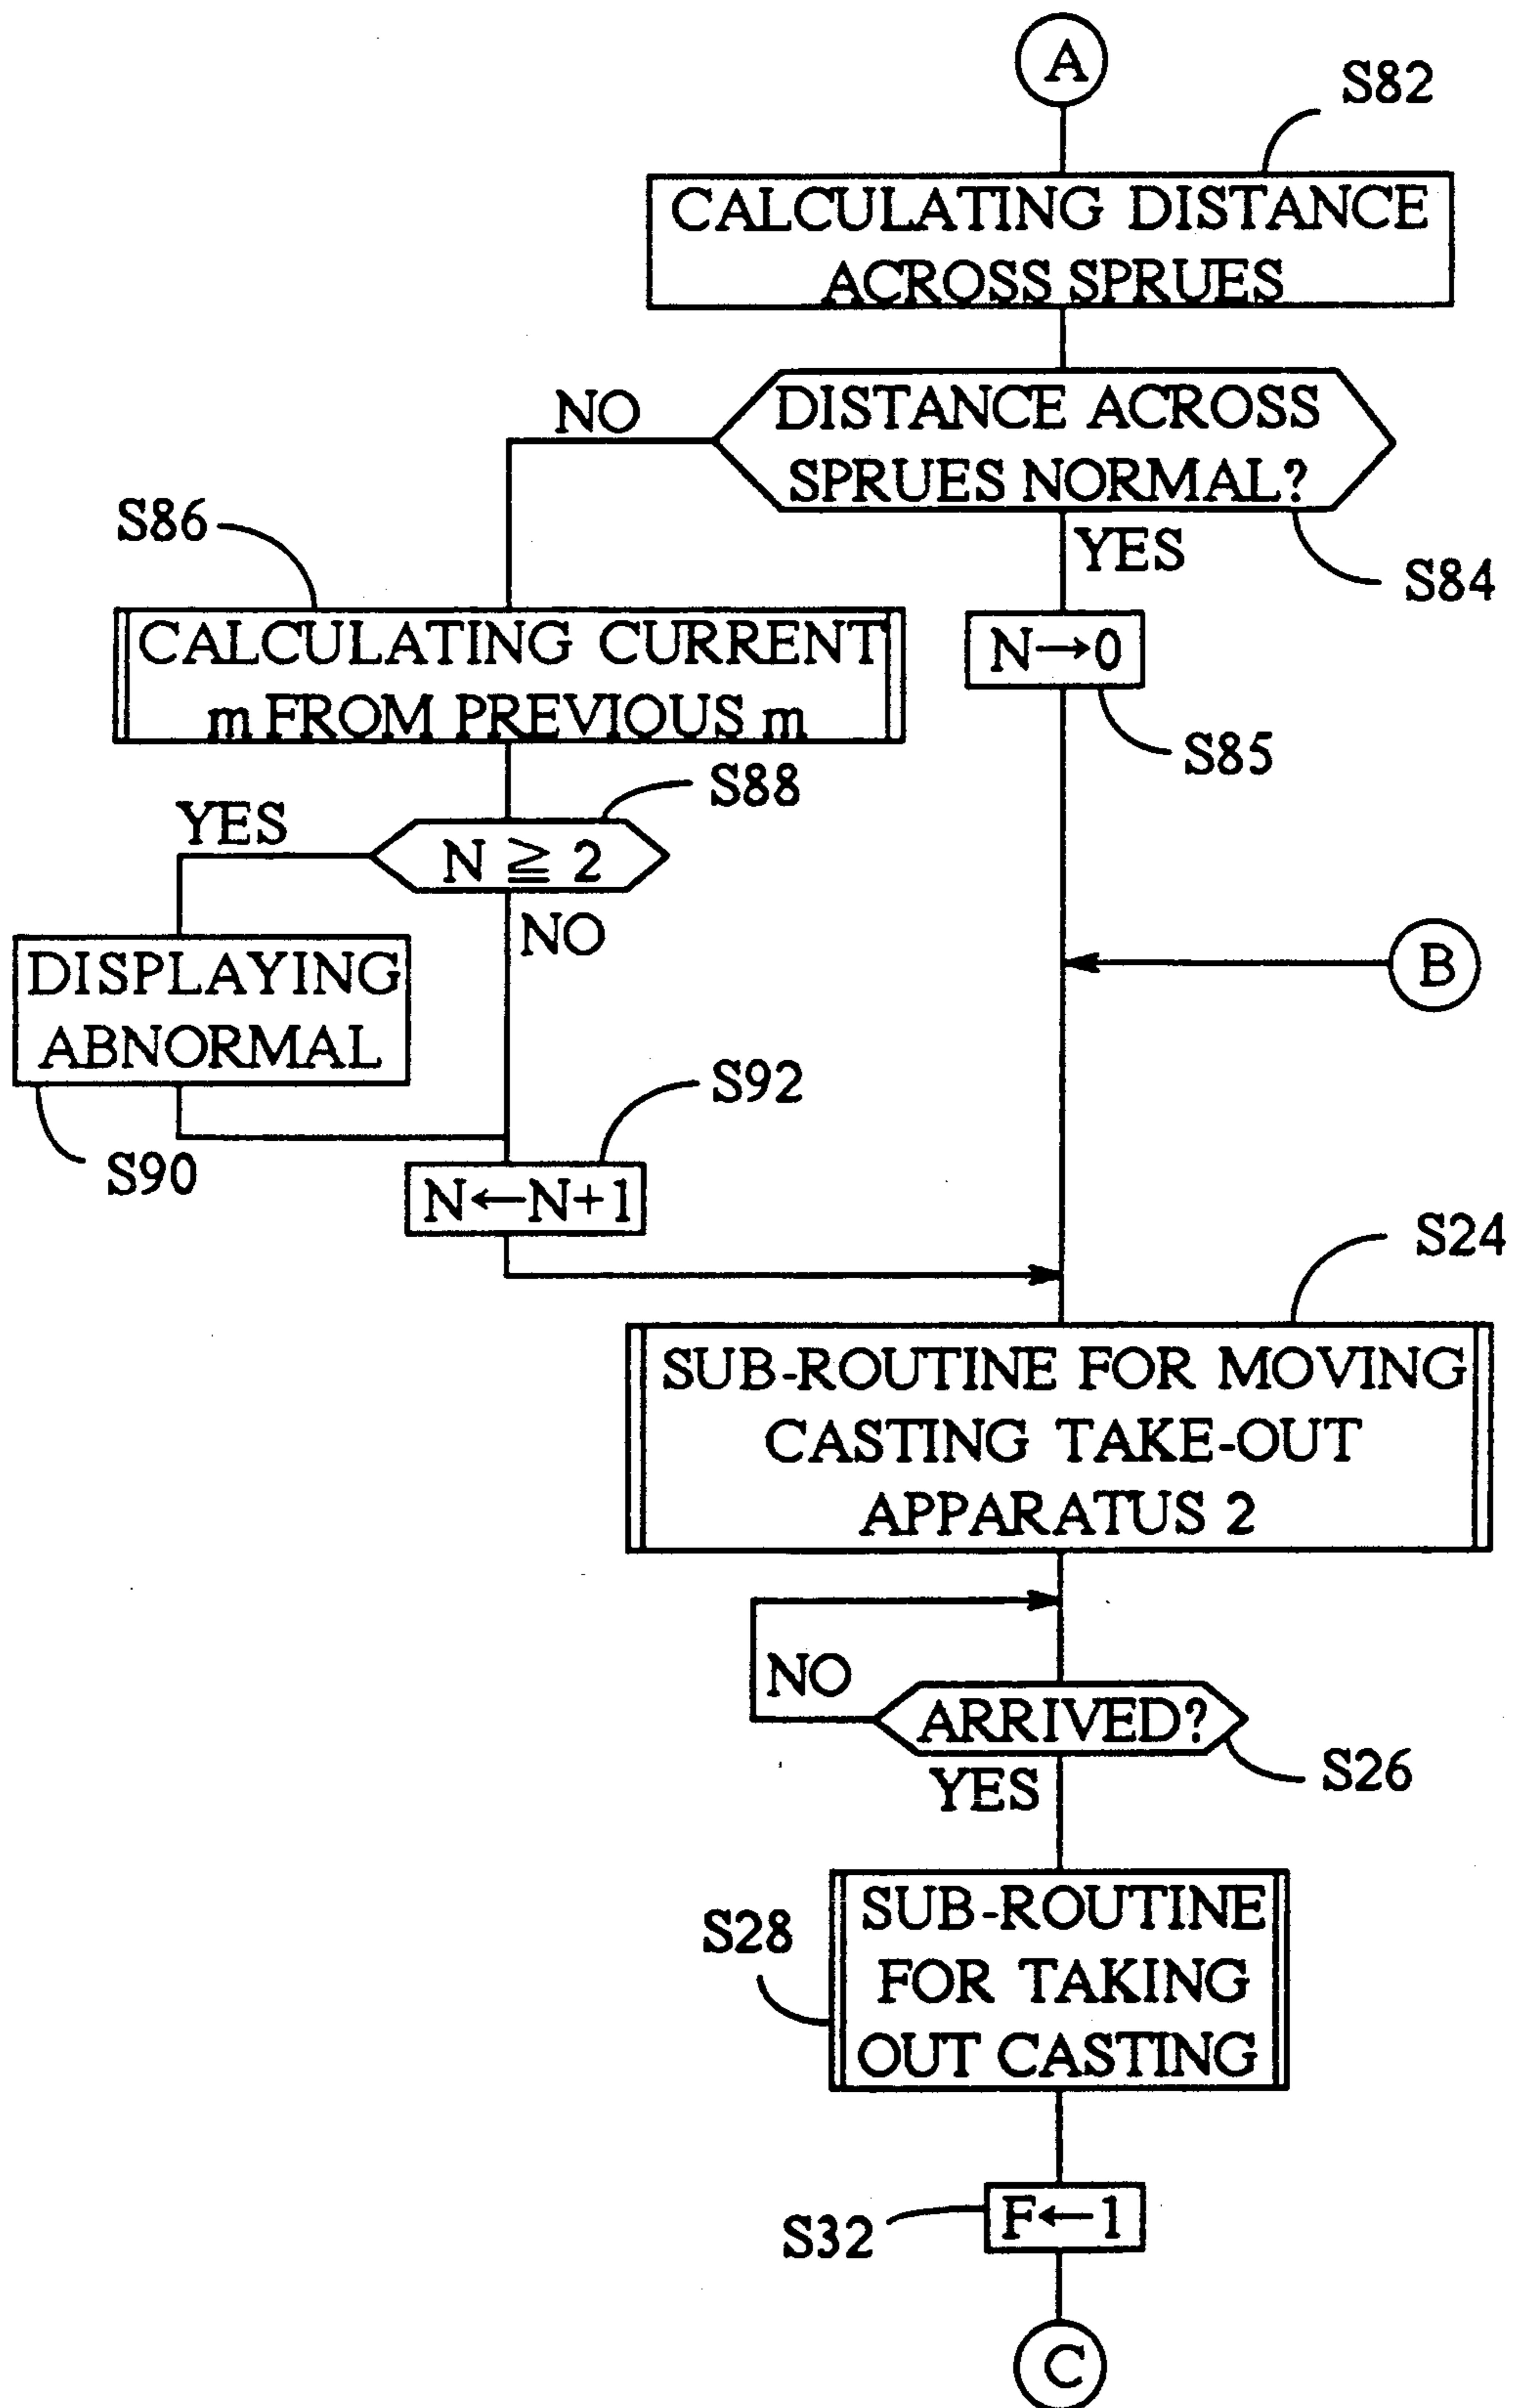 A
S82
CALCULATING DISTANCE
ACROSS SPRUES
NO
DISTANCE ACROSS
SPRUES NORMAL?
S86
YES
S84
CALCULATING CURRENT
m FROM PREVIOUS m
N→0
S85
S88
YES
N ≧ 2
NO
B
DISPLAYING
ABNORMAL
S92
S90
N←N+1
S24
SUB-ROUTINE FOR MOVING
CASTING TAKE-OUT
APPARATUS 2
NO
ARRIVED?
S26
YES
S28
SUB-ROUTINE
FOR TAKING
OUT CASTING
S32
F←1
C